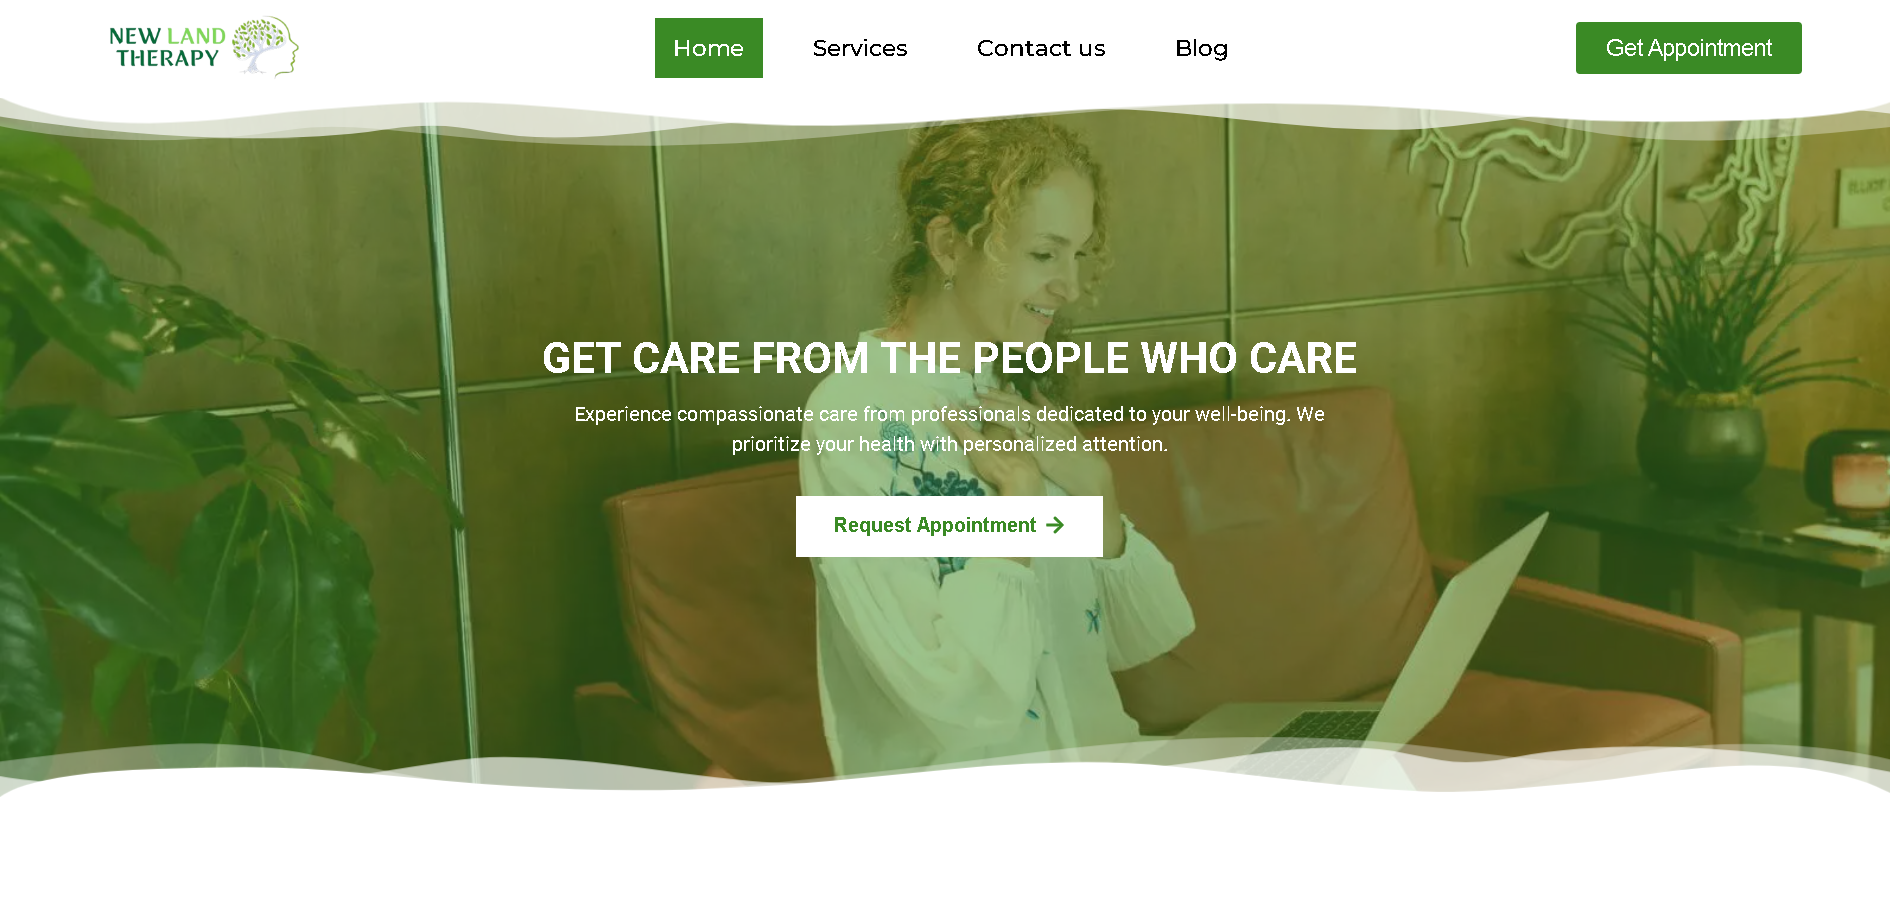 NEW LAND
THERAPY
Home
Services
Contact us
Blog
Get Appointment
GET CARE FROM THE PEOPLE WHO CARE
Experience compassionate care from professionals dedicated to your well-being. We
prioritize your health with personalized attention.
Request Appointment